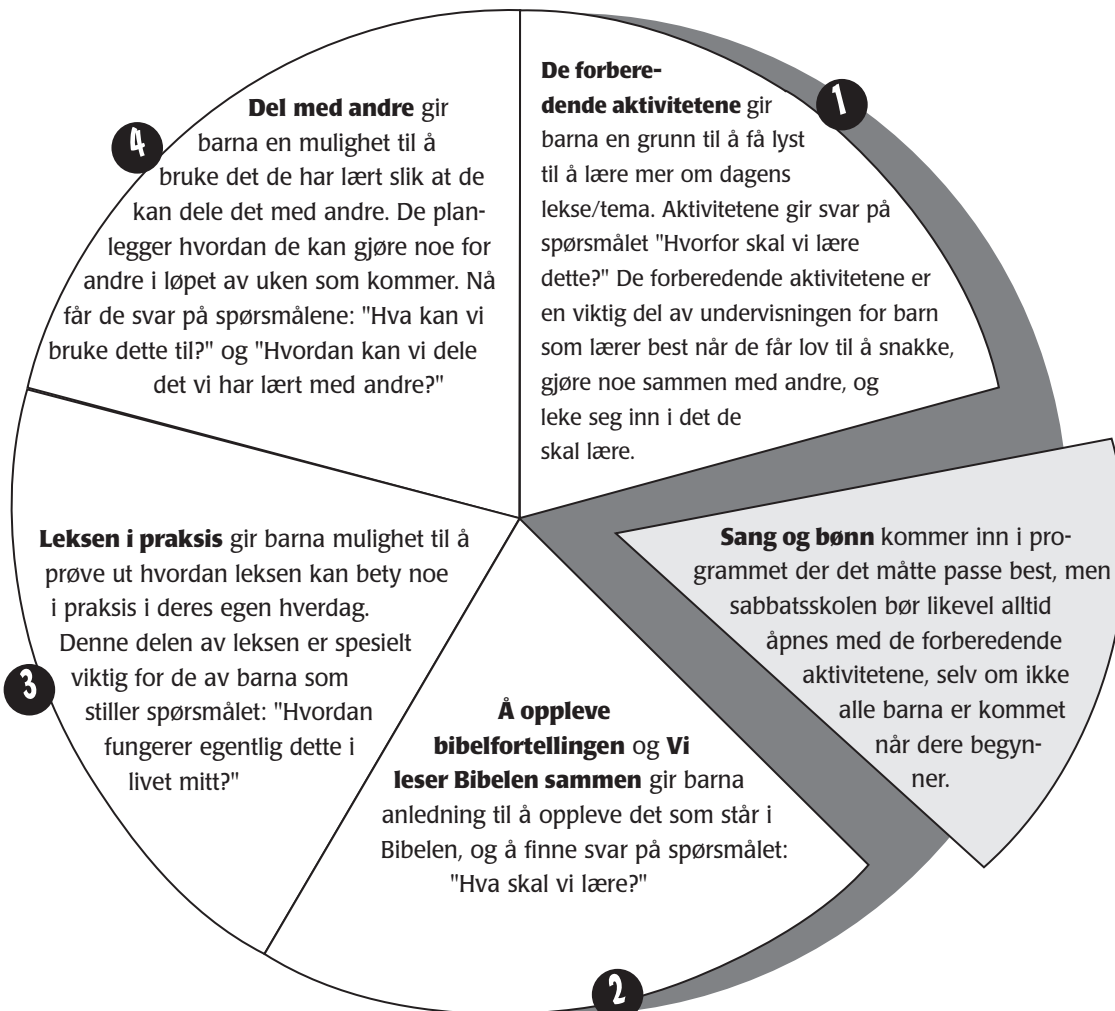 1
De forbere-
dende aktivitetene gir
barna en grunn til å få lyst
til å lære mer om dagens
lekse/tema. Aktivitetene gir svar på
spørsmålet "Hvorfor skal vi lære
dette?" De forberedende aktivitetene er
en viktig del av undervisningen for barn
som lærer best når de får lov til å snakke,
gjøre noe sammen med andre, og
leke seg inn i det de
skal lære.
Sang og bønn kommer inn i pro-
grammet der det måtte passe best, men
sabbatsskolen bør likevel alltid
åpnes med de forberedende
aktivitetene, selv om ikke
alle barna er kommet
når dere begyn-
ner.
2
Å oppleve
bibelfortellingen og Vi
leser Bibelen sammen gir barna
anledning til å oppleve det som står i
Bibelen, og å finne svar på spørsmålet:
"Hva skal vi lære?"
3
Leksen i praksis gir barna mulighet til å
prøve ut hvordan leksen kan bety noe
i praksis i deres egen hverdag.
Denne delen av leksen er spesielt
viktig for de av barna som
stiller spørsmålet: "Hvordan
fungerer egentlig dette i
livet mitt?"
4
Del med andre gir
barna en mulighet til å
bruke det de har lært slik at de
kan dele det med andre. De plan-
legger hvordan de kan gjøre noe for
andre i løpet av uken som kommer. Nå
får de svar på spørsmålene: "Hva kan vi
bruke dette til?" og "Hvordan kan vi dele
det vi har lært med andre?"